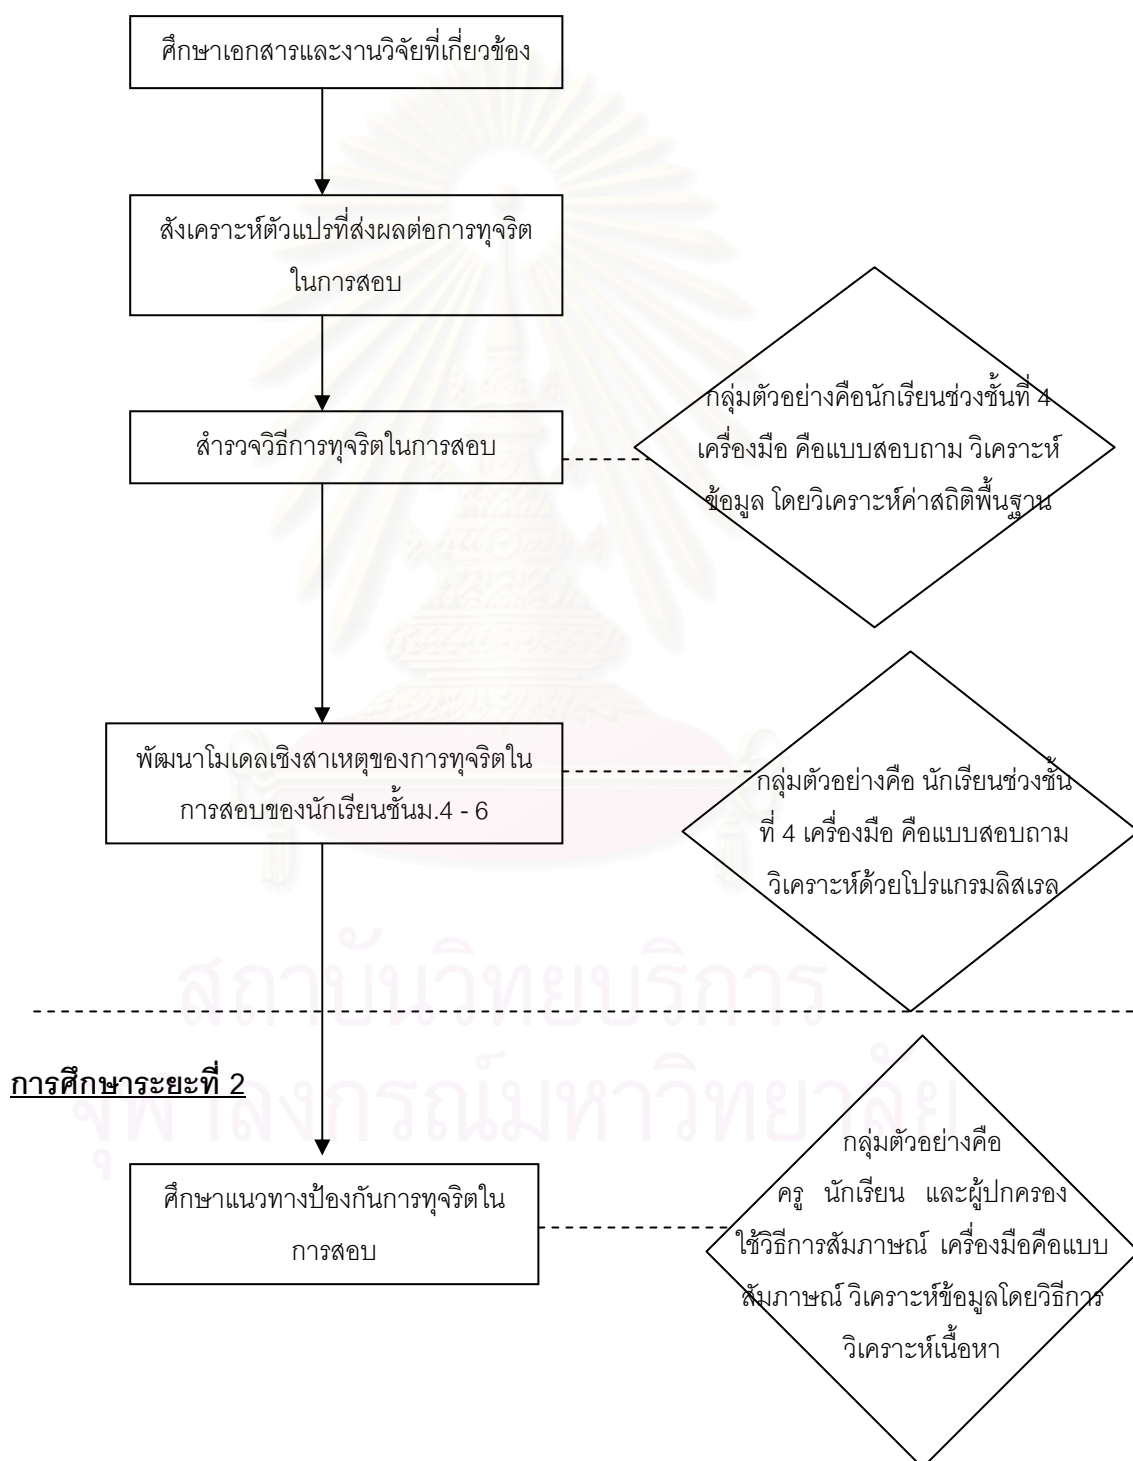 ศึกษาเอกสารและงานวิจัยที่เกี่ยวข้อง
สังเคราะห์ตัวแปรที่ส่งผลต่อการทุจริต
ในการสอบ
สำรวจวิธีการทุจริตในการสอบ
กลุ่มตัวอย่างคือนักเรียนช่วงชั้นที่ 4
เครื่องมือ คือแบบสอบถาม วิเคราะห์
ข้อมูล โดยวิเคราะห์ค่าสถิติพื้นฐาน
พัฒนาโมเดลเชิงสาเหตุของการทุจริตใน
การสอบของนักเรียนชั้นม.4 - 6
กลุ่มตัวอย่างคือ นักเรียนช่วงชั้น
ที่ 4 เครื่องมือ คือแบบสอบถาม
วิเคราะห์ด้วยโปรแกรมลิสเรล
สถาบันวิทยบริการ
จุฬาลงกรณ์มหาวิทยาลัย
การศึกษาระยะที่ 2
ศึกษาแนวทางป้องกันการทุจริตใน
การสอบ
กลุ่มตัวอย่างคือ
ครู นักเรียน และผู้ปกครอง
ใช้วิธีการสัมภาษณ์ เครื่องมือคือแบบ
สัมภาษณ์ วิเคราะห์ข้อมูลโดยวิธีการ
วิเคราะห์เนื้อหา